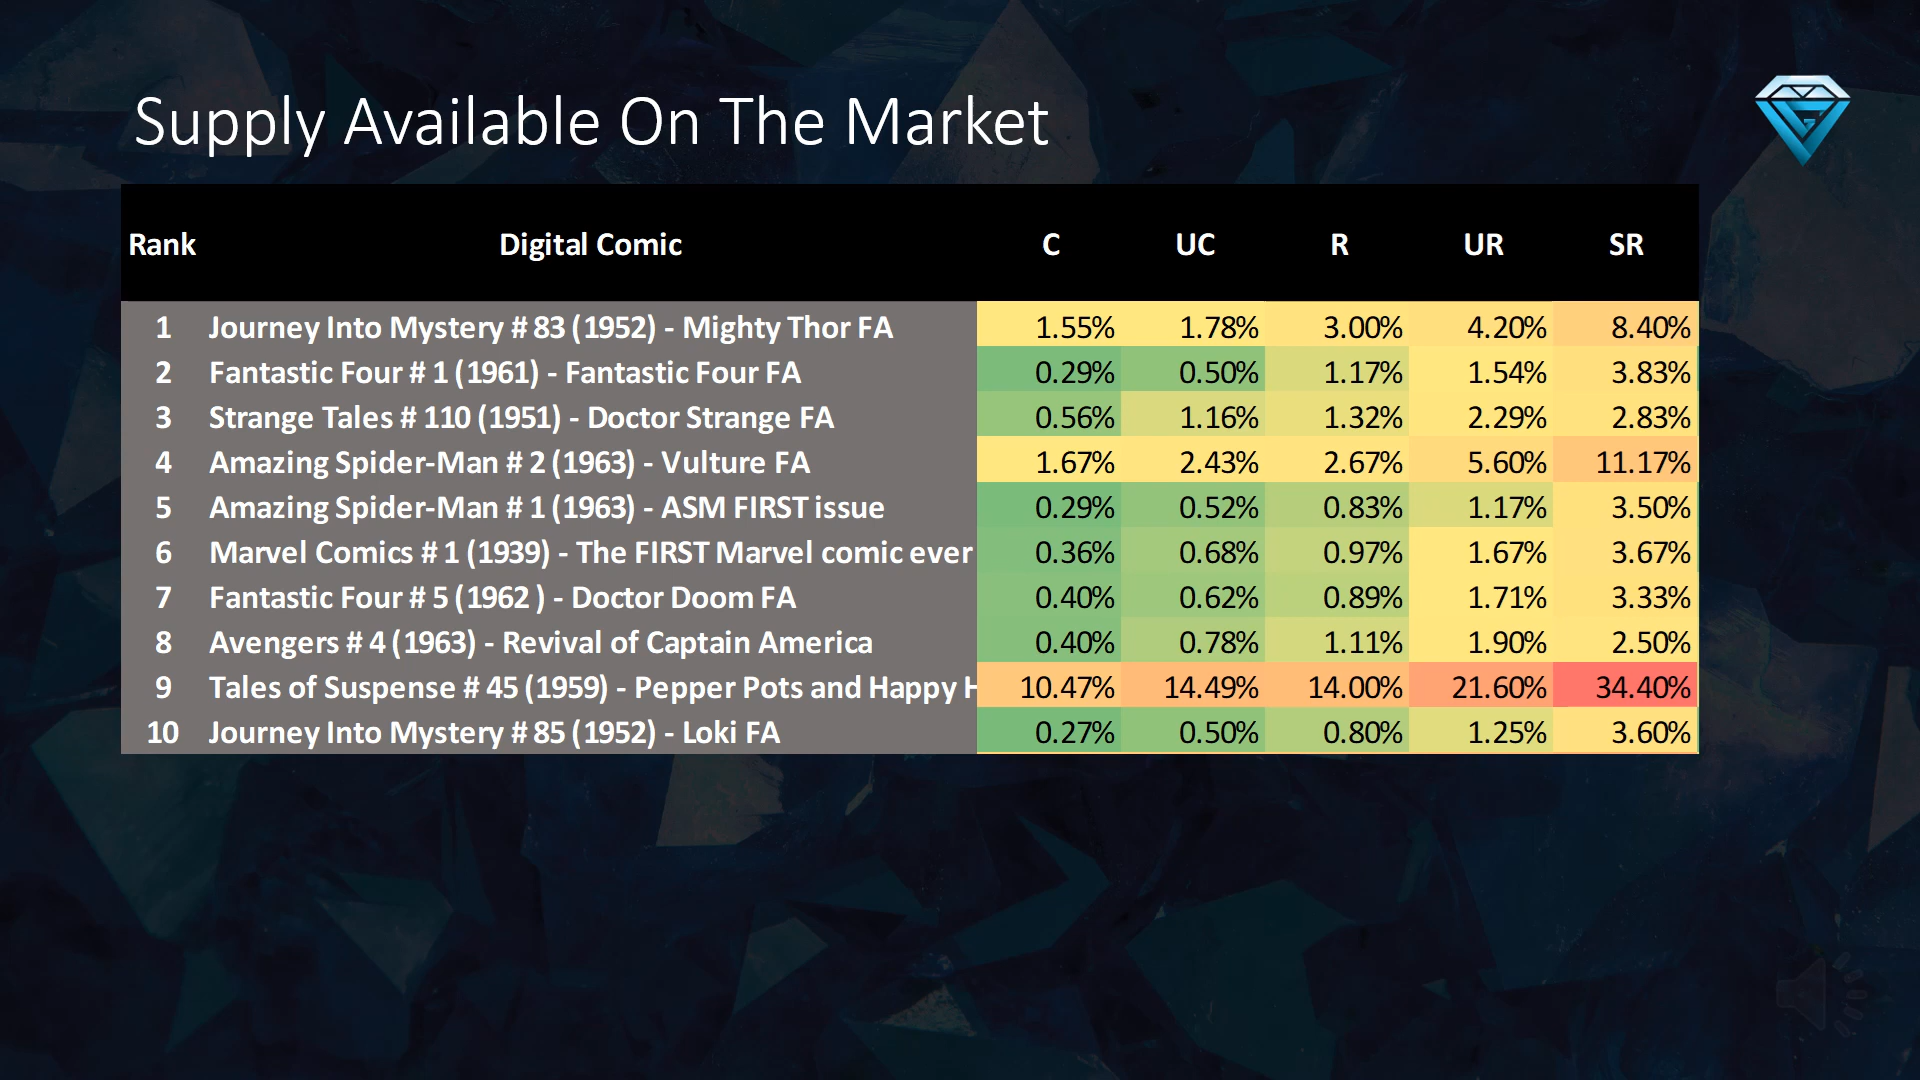 Supply Available On The Market
Rank Digital Comic C UC R UR SR
1 Journey Into Mystery # 83 (1952) - Mighty Thor FA 1.55% 1.78% 3.00% 4.20% 8.40%
2 Fantastic Four # 1 (1961) - Fantastic Four FA 0.29% 0.50% 1.17% 1.54% 3.83%
3 Strange Tales # 110 (1951) - Doctor Strange FA 0.56% 1.16% 1.32% 2.29% 2.83%
4 Amazing Spider-Man # 2 (1963) - Vulture FA 1.67% 2.43% 2.67% 5.60% 11.17%
5 Amazing Spider-Man # 1 (1963) - ASM FIRST issue 0.29% 0.52% 0.83% 1.17% 3.50%
6 Marvel Comics # 1 (1939) - The FIRST Marvel comic ever 0.36% 0.68% 0.97% 1.67% 3.67%
7 Fantastic Four # 5 (1962 ) - Doctor Doom FA 0.40% 0.62% 0.89% 1.71% 3.33%
8 Avengers # 4 (1963) - Revival of Captain America 0.40% 0.78% 1.11% 1.90% 2.50%
9 Tales of Suspense # 45 (1959) - Pepper Pots and Happy 10.47% 14.49% 14.00% 21.60% 34.40%
10 Journey Into Mystery # 85 (1952) - Loki FA 0.27% 0.50% 0.80% 1.25% 3.60%